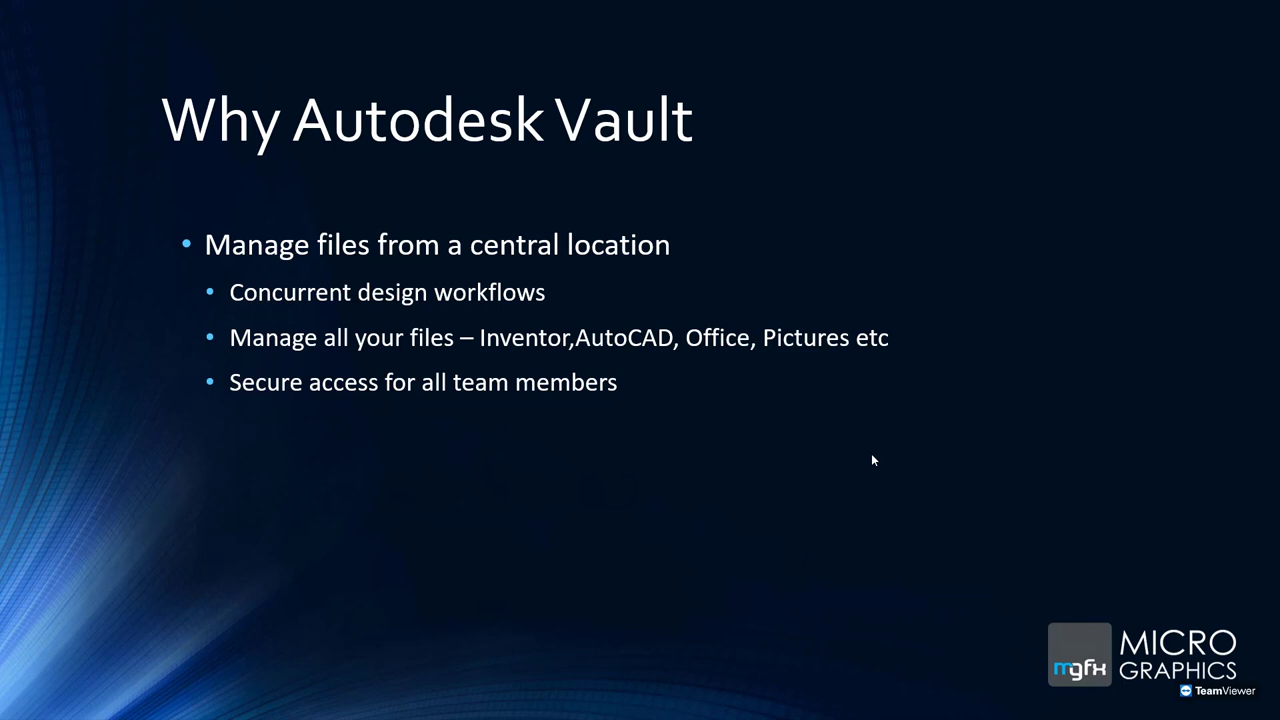 Why Autodesk Vault
• Manage files from a central location
• Concurrent design workflows
• Manage all your files – Inventor,AutoCAD, Office, Pictures etc
• Secure access for all team members
mgfx
MICRO
GRAPHICS
TeamViewer